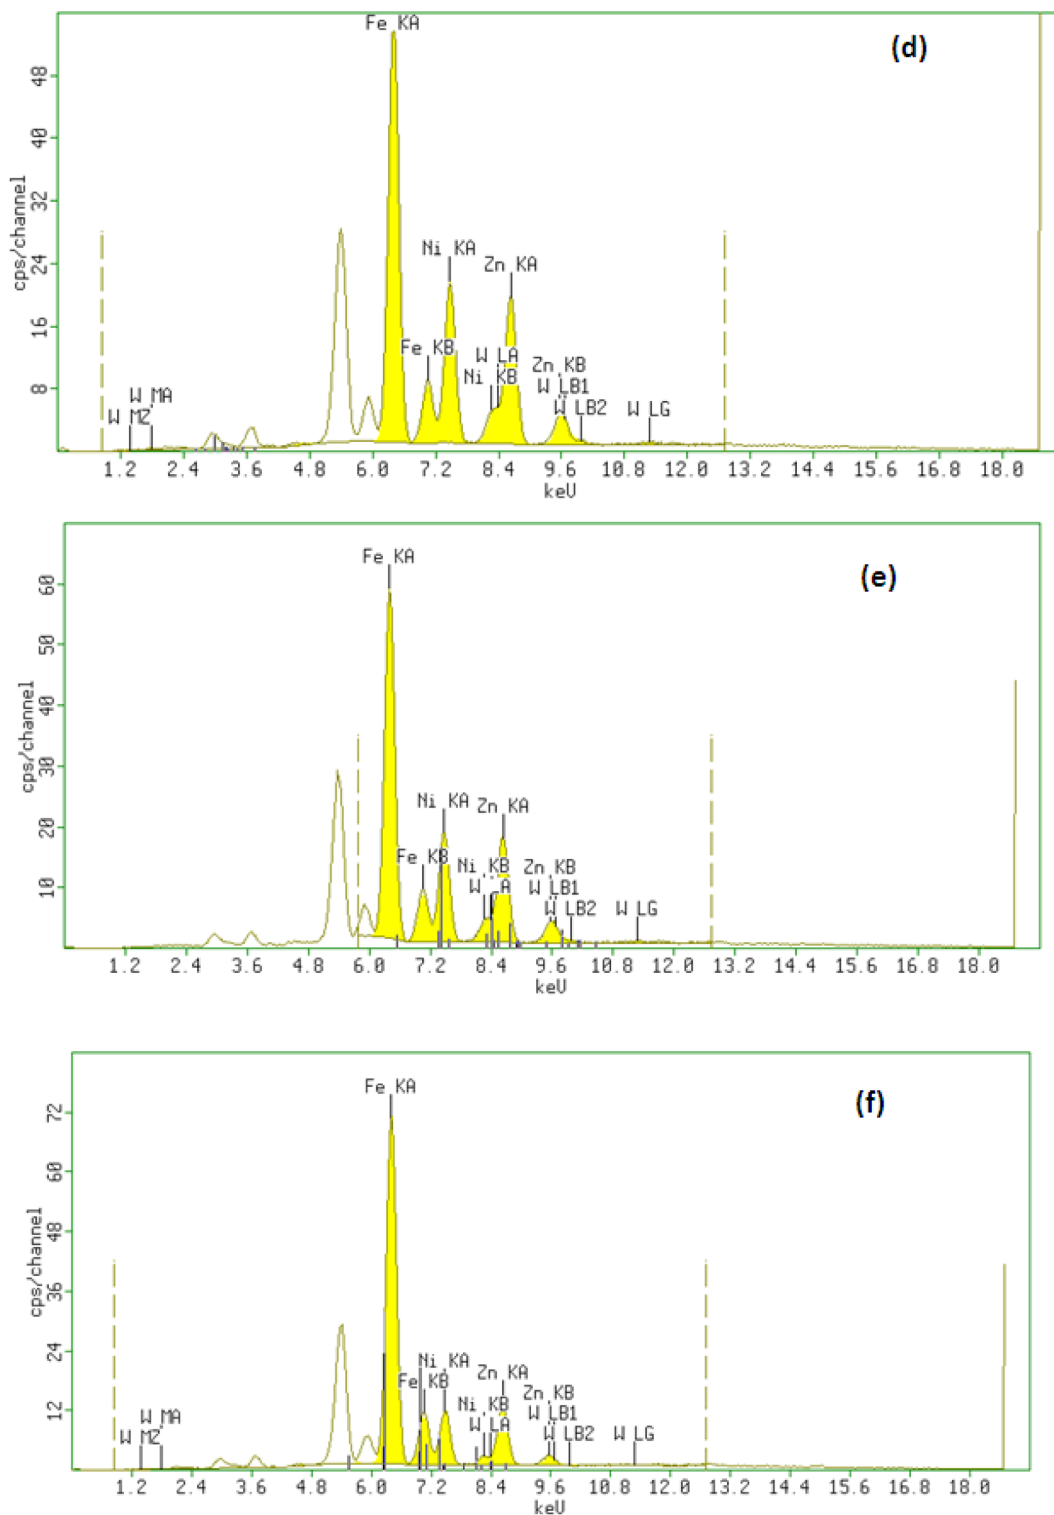 Fe KA
(d)
48
40
32
24
16
8
cps/channel
Ni KA
Zn KA
Fe KB
W LA
Ni KB
Zn KB
W LB1
W LB2
W LG
W MA
W MZ
1.2 2.4 3.6 4.8 6.0 7.2 8.4 9.6 10.8 12.0 13.2 14.4 15.6 16.8 18.0
keV
Fe KA
(e)
60
50
40
30
20
10
cps/channel
Ni KA
Zn KA
Fe KB
Ni KB
W LA
Zn KB
W LB1
W LB2
W LG
1.2 2.4 3.6 4.8 6.0 7.2 8.4 9.6 10.8 12.0 13.2 14.4 15.6 16.8 18.0
keV
Fe KA
(f)
72
60
48
36
24
12
cps/channel
Ni KA
Zn KA
Fe KB
Ni KB
W LA
Zn KB
W LB1
W LB2
W LG
W MA
W MZ
1.2 2.4 3.6 4.8 6.0 7.2 8.4 9.6 10.8 12.0 13.2 14.4 15.6 16.8 18.0
keV